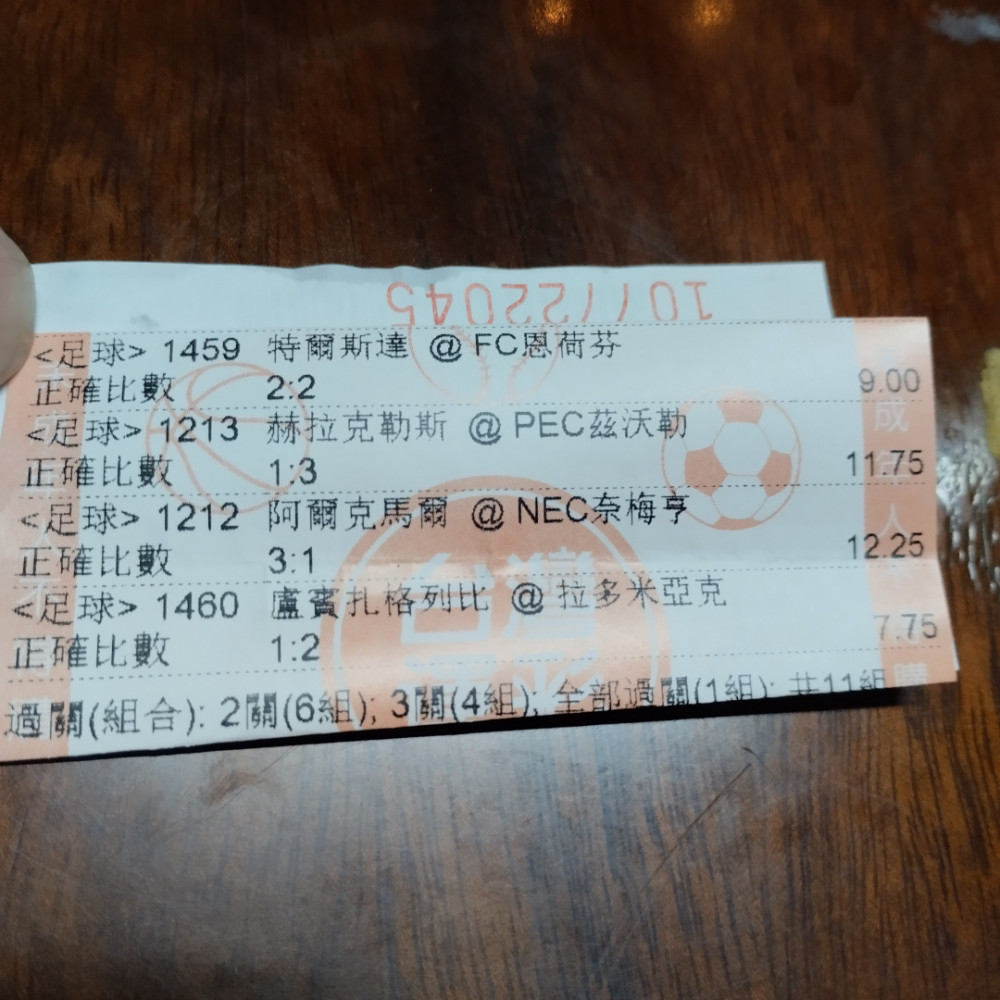 10722045
<足球> 1459 特爾斯達 @ FC恩荷芬
正確比數 2:2 9.00
<足球> 1213 赫拉克勒斯 @ PEC茲沃勒
正確比數 1:3 11.75
<足球> 1212 阿爾克馬爾 @ NEC奈梅亨
正確比數 3:1 12.25
<足球> 1460 盧賓扎格列比 @ 拉多米亞克
正確比數 1:2 7.75
過關(組合): 2關(6組); 3關(4組); 全部過關(1組); 共11組
台灣